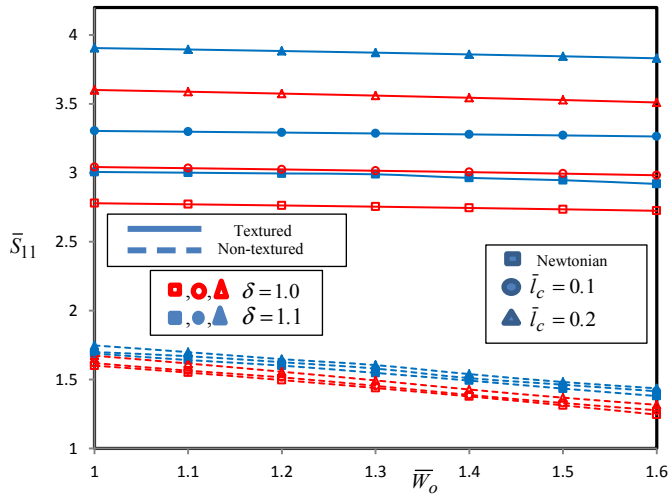 4
3.5
3
2.5
2
1.5
1
S̄₁₁
Textured
Non-textured
, , δ = 1.0
, , δ = 1.1
Newtonian
l̄c = 0.1
l̄c = 0.2
1 1.1 1.2 1.3 1.4 1.5 1.6
W̄o